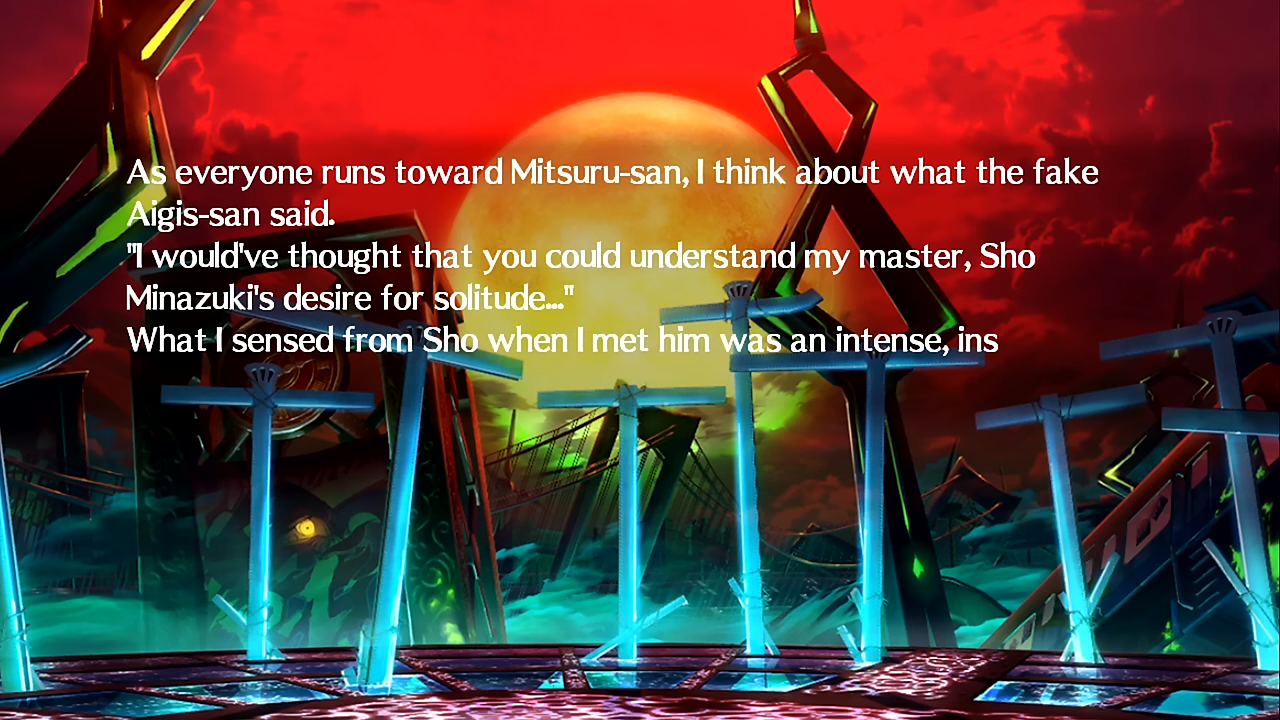 As everyone runs toward Mitsuru-san, I think about what the fake
Aigis-san said.
"I would've thought that you could understand my master, Sho
Minazuki's desire for solitude..."
What I sensed from Sho when I met him was an intense, ins